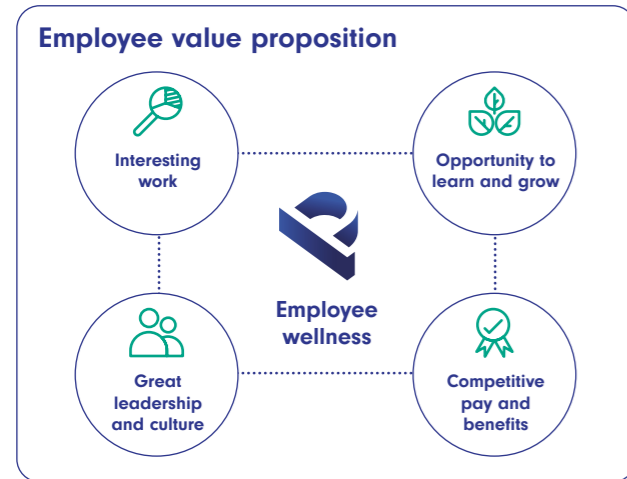 Employee value proposition
Interesting
work
Opportunity to
learn and grow
Employee
wellness
Great
leadership
and culture
Competitive
pay and
benefits